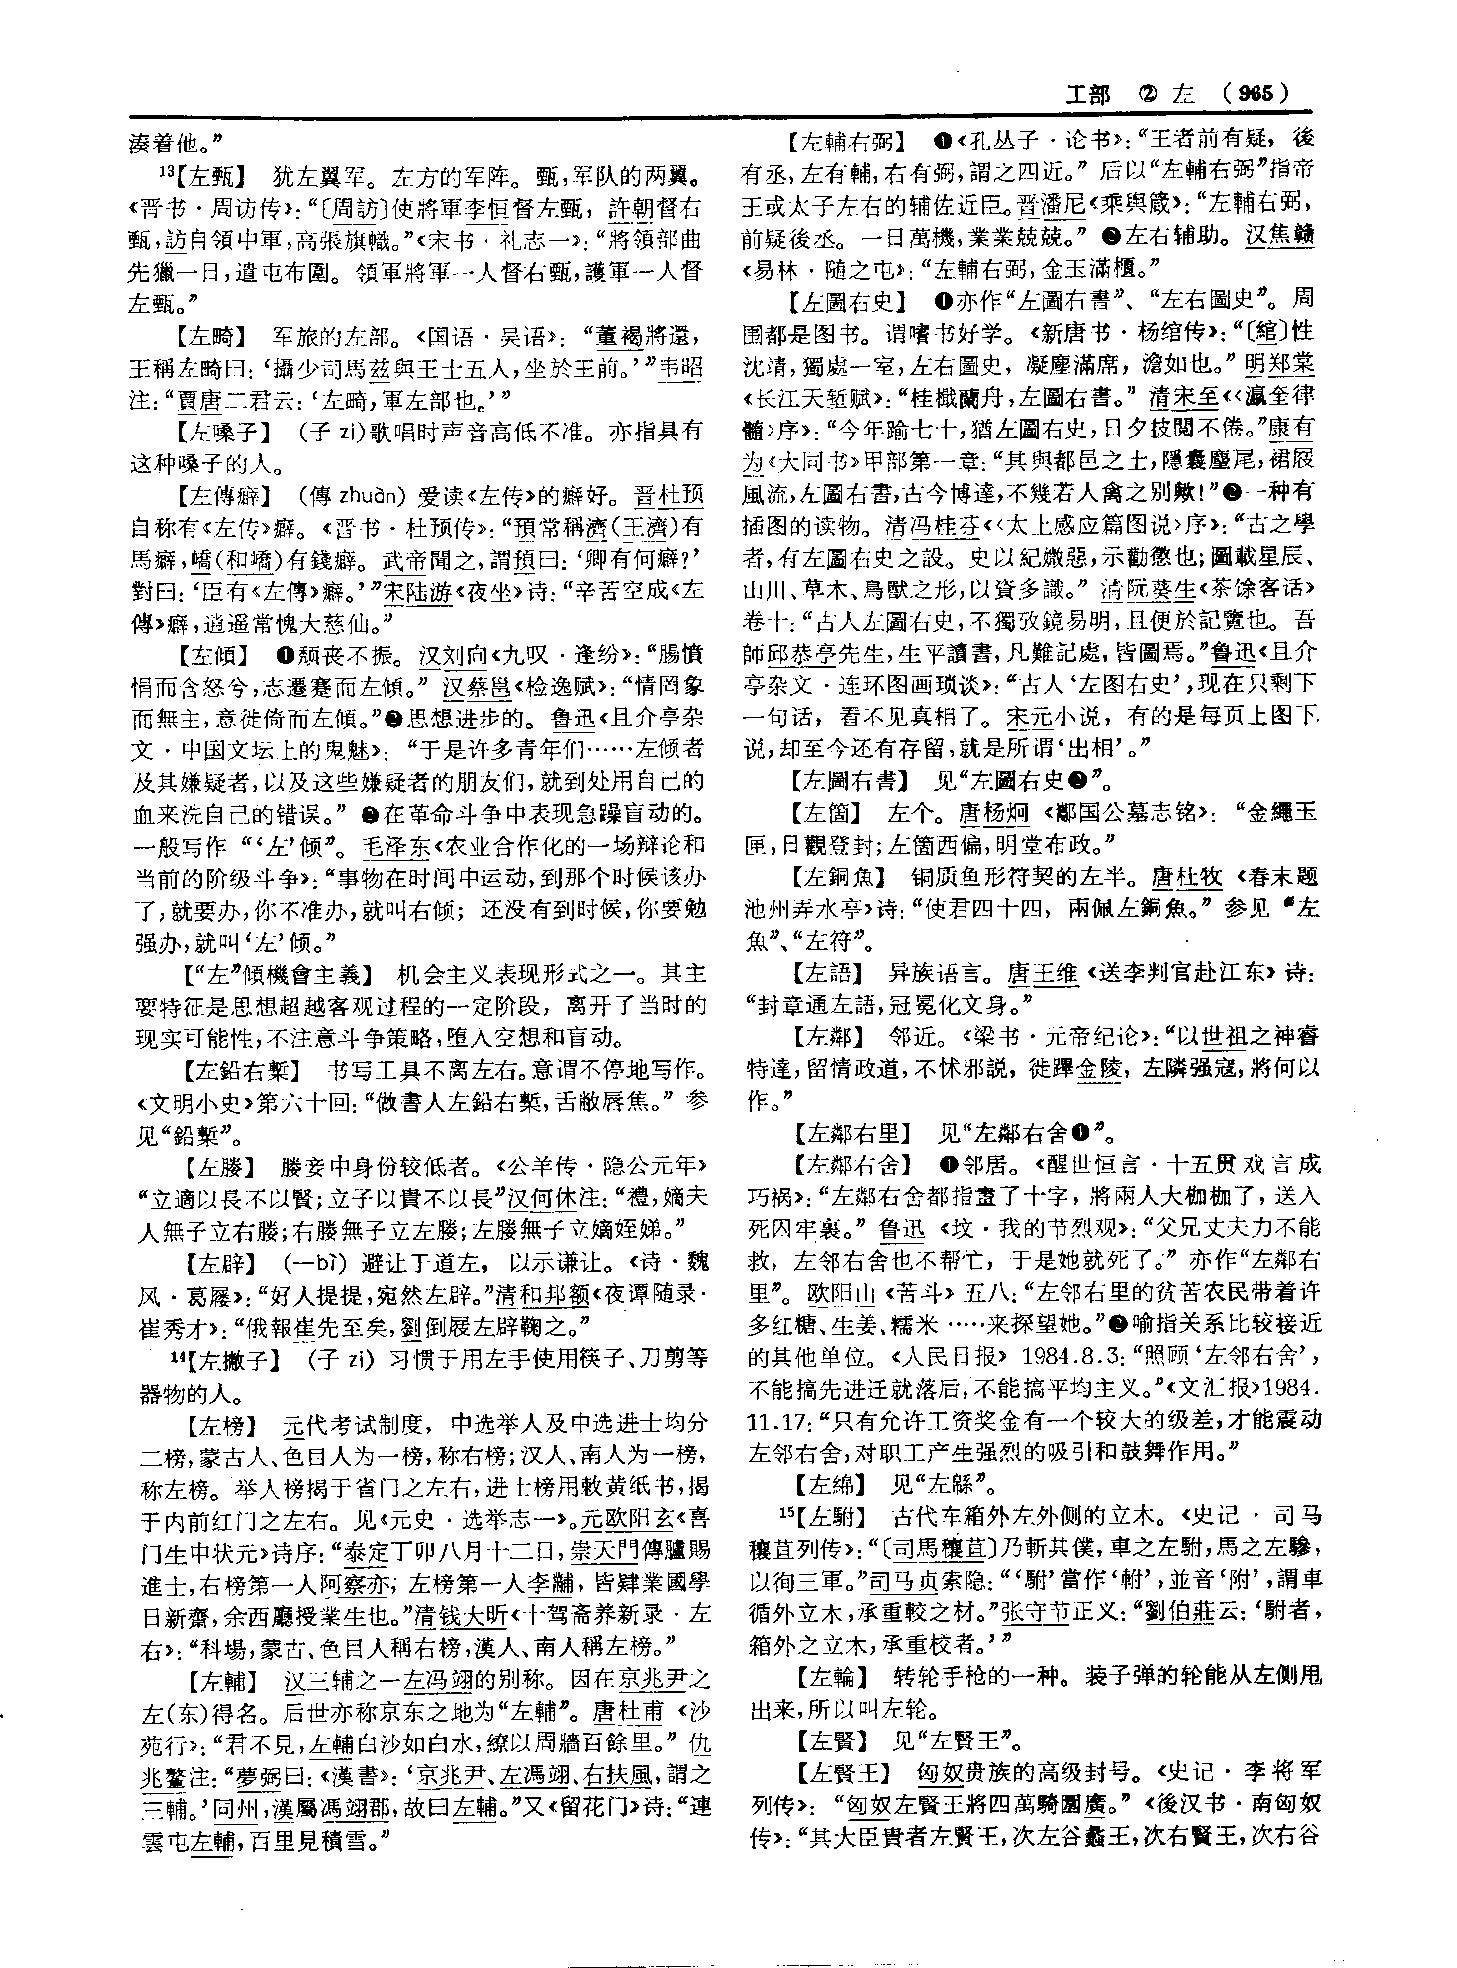 工部 ② 左 （965）
湊着他。”
13【左甄】 犹左翼军。左方的军阵。甄，军队的两翼。
《晋书·周访传》：“〔周訪〕使將軍李恒督左甄，許朝督右
甄，訪自領中軍，高張旗幟。”《宋书·礼志一》：“將領部曲
先獵一日，遣屯布圍。領軍將軍一人督右甄，護軍一人督
左甄。”
【左畸】 军旅的左部。《国语·吴语》：“董褐將還，
王稱左畸曰：‘攝少司馬兹與王士五人，坐於王前。’”韦昭
注：“賈唐二君云：‘左畸，軍左部也。’”
【左嗓子】 （子 zi）歌唱时声音高低不准。亦指具有
这种嗓子的人。
【左傳癖】 （傳 zhuàn） 爱读《左传》的癖好。晋杜预
自称有《左传》癖。《晋书·杜预传》：“預常稱濟（王濟）有
馬癖，嶠（和嶠）有錢癖。武帝聞之，謂預曰：‘卿有何癖？’
對曰：‘臣有《左傳》癖。’”宋陆游《夜坐》诗：“辛苦空成《左
傳》癖，逍遥常愧大慈仙。”
【左傾】 ❶颓丧不振。汉刘向《九叹·逢纷》：“腸憤
悁而含怒兮，志遷蹇而左傾。” 汉蔡邕《检逸赋》：“情罔象
而無主，意徙倚而左傾。”❷思想进步的。鲁迅《且介亭杂
文·中国文坛上的鬼魅》：“于是许多青年们……左倾者
及其嫌疑者，以及这些嫌疑者的朋友们，就到处用自己的
血来洗自己的错误。” ❸在革命斗争中表现急躁盲动的。
一般写作“‘左’倾”。毛泽东《农业合作化的一场辩论和
当前的阶级斗争》：“事物在时间中运动，到那个时候该办
了，就要办，你不准办，就叫右倾；还没有到时候，你要勉
强办，就叫‘左’倾。”
【“左”傾機會主義】 机会主义表现形式之一。其主
要特征是思想超越客观过程的一定阶段，离开了当时的
现实可能性，不注意斗争策略，堕入空想和盲动。
【左鉛右槧】 书写工具不离左右。意谓不停地写作。
《文明小史》第六十回：“做書人左鉛右槧，舌敝唇焦。” 参
见“鉛槧”。
【左媵】 媵妾中身份较低者。《公羊传·隐公元年》
“立適以長不以賢；立子以貴不以長”汉何休注：“禮，嫡夫
人無子立右媵；右媵無子立左媵；左媵無子立嫡姪娣。”
【左辟】 （—bì） 避让于道左，以示谦让。《诗·魏
风·葛屦》：“好人提提，宛然左辟。”清和邦额《夜谭随录·
崔秀才》：“俄報崔先至矣，劉倒屐左辟鞠之。”
14【左撇子】 （子 zi） 习惯于用左手使用筷子、刀剪等
器物的人。
【左榜】 元代考试制度，中选举人及中选进士均分
二榜，蒙古人、色目人为一榜，称右榜；汉人、南人为一榜，
称左榜。举人榜揭于省门之左右，进士榜用敕黄纸书，揭
于内前红门之左右。见《元史·选举志一》。元欧阳玄《喜
门生中状元》诗序：“泰定丁卯八月十二日，崇天門傳臚賜
進士，右榜第一人阿察亦，左榜第一人李黼，皆肄業國學
日新齋，余西廳授業生也。”清钱大昕《十驾斋养新录·左
右》：“科場，蒙古、色目人稱右榜，漢人、南人稱左榜。”
【左輔】 汉三辅之一左冯翊的别称。因在京兆尹之
左（东）得名。后世亦称京东之地为“左輔”。唐杜甫《沙
苑行》：“君不見，左輔白沙如白水，繚以周牆百餘里。” 仇
兆鳌注：“夢弼曰：《漢書》：‘京兆尹、左馮翊、右扶風，謂之
三輔。’同州，漢屬馮翊郡，故曰左輔。”又《留花门》诗：“連
雲屯左輔，百里見積雪。”
【左輔右弼】 ❶《孔丛子·论书》：“王者前有疑，後
有丞，左有輔，右有弼，謂之四近。” 后以“左輔右弼”指帝
王或太子左右的辅佐近臣。晋潘尼《乘輿箴》：“左輔右弼，
前疑後丞。一日萬機，業業兢兢。” ❷左右辅助。汉焦赣
《易林·随之屯》：“左輔右弼，金玉滿櫃。”
【左圖右史】 ❶亦作“左圖右書”、“左右圖史”。周
围都是图书。谓嗜书好学。《新唐书·杨绾传》：“〔綰〕性
沈靖，獨處一室，左右圖史，凝塵滿席，澹如也。” 明郑棠
《长江天堑赋》：“桂檝蘭舟，左圖右書。” 清宋至《〈瀛奎律
髓〉序》：“今年踰七十，猶左圖右史，日夕披閲不倦。”康有
为《大同书》甲部第一章：“其與都邑之士，隱囊麈尾，裙屐
風流，左圖右書，古今博達，不幾若人禽之别歟！”❷一种有
插图的读物。清冯桂芬《〈太上感应篇图说〉序》：“古之學
者，有左圖右史之設。史以紀媺惡，示勸懲也；圖載星辰、
山川、草木、鳥獸之形，以資多識。” 清阮葵生《茶馀客话》
卷十：“古人左圖右史，不獨攷鏡易明，且便於記覽也。吾
師邱恭亭先生，生平讀書，凡難記處，皆圖焉。”鲁迅《且介
亭杂文·连环图画琐谈》：“古人‘左图右史’，现在只剩下
一句话，看不见真相了。宋元小说，有的是每页上图下
说，却至今还有存留，就是所谓‘出相’。”
【左圖右書】 见“左圖右史❷”。
【左箇】 左个。唐杨炯《鄫国公墓志铭》：“金繩玉
匣，日觀登封；左箇西偏，明堂布政。”
【左銅魚】 铜质鱼形符契的左半。唐杜牧《春末题
池州弄水亭》诗：“使君四十四，兩佩左銅魚。” 参见“左
魚”、“左符”。
【左語】 异族语言。唐王维《送李判官赴江东》诗：
“封章通左語，冠冕化文身。”
【左鄰】 邻近。《梁书·元帝纪论》：“以世祖之神睿
特達，留情政道，不怵邪説，徙蹕金陵，左隣强寇，將何以
作。”
【左鄰右里】 见“左鄰右舍❶”。
【左鄰右舍】 ❶邻居。《醒世恒言·十五贯戏言成
巧祸》：“左鄰右舍都指畫了十字，將兩人大枷枷了，送入
死囚牢裏。” 鲁迅《坟·我的节烈观》：“父兄丈夫力不能
救，左邻右舍也不帮忙，于是她就死了。” 亦作“左鄰右
里”。欧阳山《苦斗》五八：“左邻右里的贫苦农民带着许
多红糖、生姜、糯米……来探望她。”❷喻指关系比较接近
的其他单位。《人民日报》1984.8.3：“照顾‘左邻右舍’，
不能搞先进迁就落后，不能搞平均主义。”《文汇报》1984.
11.17：“只有允许工资奖金有一个较大的级差，才能震动
左邻右舍，对职工产生强烈的吸引和鼓舞作用。”
【左綿】 见“左緜”。
15【左駙】 古代车箱外左外侧的立木。《史记·司马
穰苴列传》：“〔司馬穰苴〕乃斬其僕，車之左駙，馬之左驂，
以徇三軍。”司马贞索隐：“‘駙’當作‘軵’，並音‘附’，謂車
循外立木，承重較之材。”张守节正义：“劉伯莊云：‘駙者，
箱外之立木，承重校者。’”
【左輪】 转轮手枪的一种。装子弹的轮能从左侧甩
出来，所以叫左轮。
【左賢】 见“左賢王”。
【左賢王】 匈奴贵族的高级封号。《史记·李将军
列传》：“匈奴左賢王將四萬騎圍廣。” 《後汉书·南匈奴
传》：“其大臣貴者左賢王，次左谷蠡王，次右賢王，次右谷